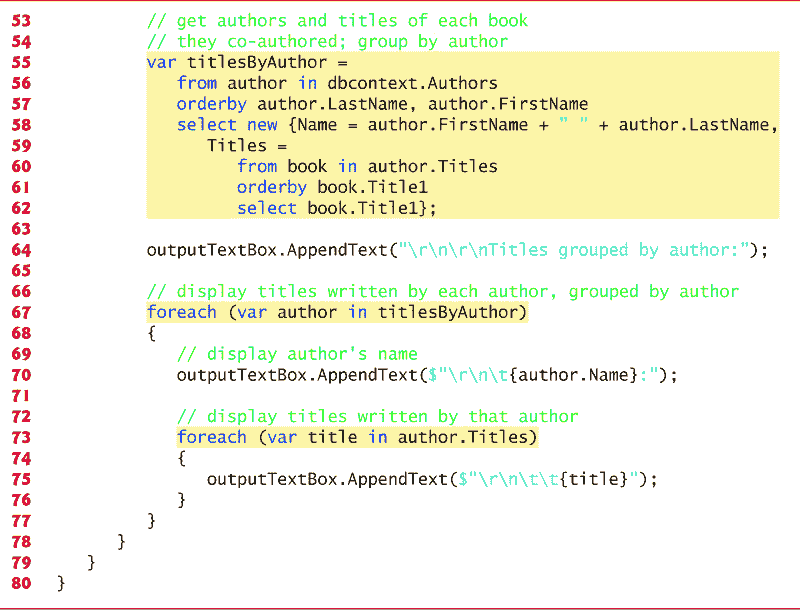 53 // get authors and titles of each book
54 // they co-authored; group by author
55 var titlesByAuthor =
56 from author in dbcontext.Authors
57 orderby author.LastName, author.FirstName
58 select new {Name = author.FirstName + " " + author.LastName,
59 Titles =
60 from book in author.Titles
61 orderby book.Title1
62 select book.Title1};
63
64 outputTextBox.AppendText("\r\n\r\nTitles grouped by author:");
65
66 // display titles written by each author, grouped by author
67 foreach (var author in titlesByAuthor)
68 {
69 // display author's name
70 outputTextBox.AppendText($"\r\n\t{author.Name}:");
71
72 // display titles written by that author
73 foreach (var title in author.Titles)
74 {
75 outputTextBox.AppendText($"\r\n\t\t{title}");
76 }
77 }
78 }
79 }
80 }